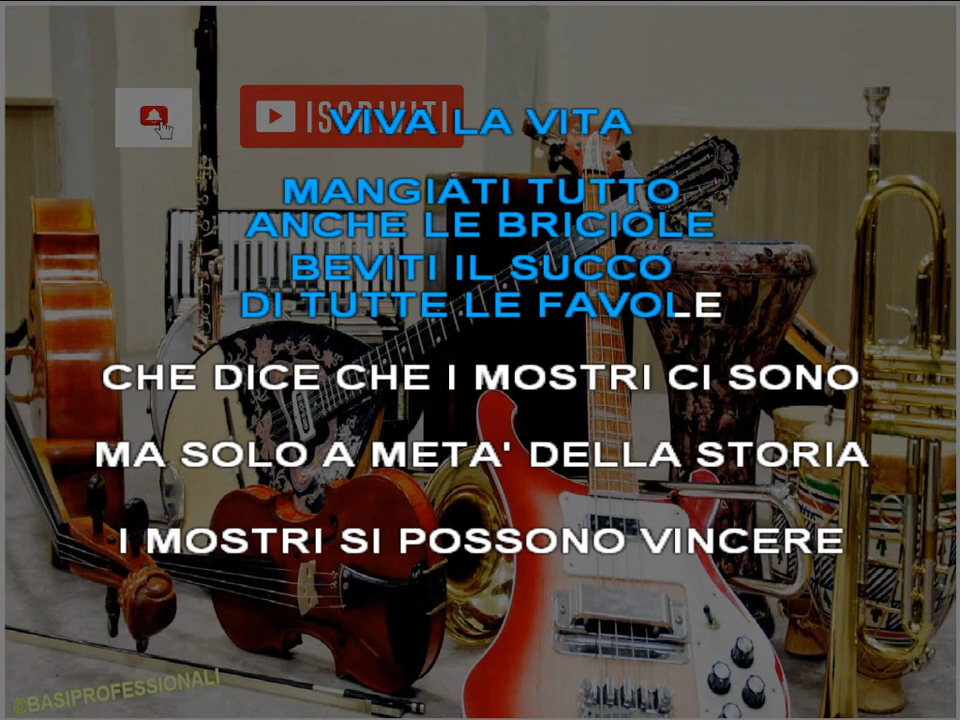 ISCRIVITI
VIVA LA VITA
MANGIATI TUTTO
ANCHE LE BRICIOLE
BEVITI IL SUCCO
DI TUTTE LE FAVOLE
CHE DICE CHE I MOSTRI CI SONO
MA SOLO A META' DELLA STORIA
I MOSTRI SI POSSONO VINCERE
©BASIPROFESSIONALI